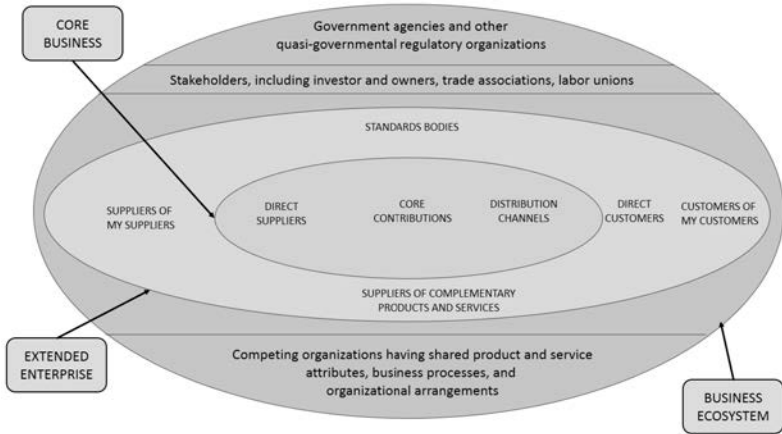 CORE
BUSINESS
Government agencies and other
quasi-governmental regulatory organizations
Stakeholders, including investor and owners, trade associations, labor unions
STANDARDS BODIES
SUPPLIERS OF
MY SUPPLIERS
DIRECT
SUPPLIERS
CORE
CONTRIBUTIONS
DISTRIBUTION
CHANNELS
DIRECT
CUSTOMERS
CUSTOMERS OF
MY CUSTOMERS
SUPPLIERS OF COMPLEMENTARY
PRODUCTS AND SERVICES
EXTENDED
ENTERPRISE
Competing organizations having shared product and service
attributes, business processes, and
organizational arrangements
BUSINESS
ECOSYSTEM